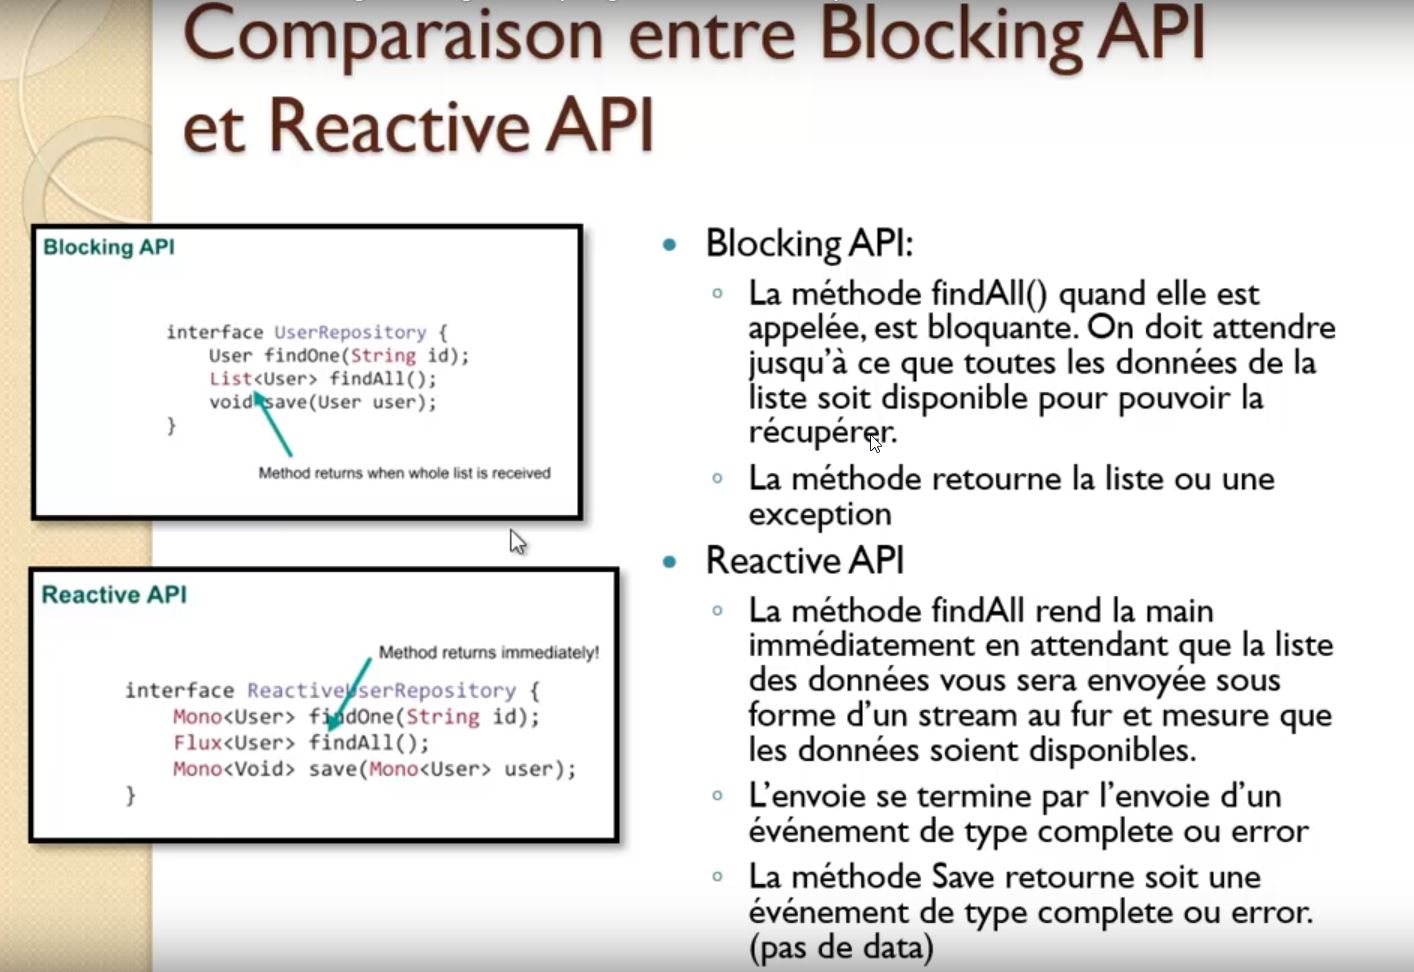 Comparaison entre Blocking API
et Reactive API
Blocking API
interface UserRepository {
User findOne(String id);
List<User> findAll();
void save(User user);
}
Method returns when whole list is received
Reactive API
Method returns immediately!
interface ReactiveUserRepository {
Mono<User> findOne(String id);
Flux<User> findAll();
Mono<Void> save(Mono<User> user);
}
• Blocking API:
◦ La méthode findAll() quand elle est
appelée, est bloquante. On doit attendre
jusqu'à ce que toutes les données de la
liste soit disponible pour pouvoir la
récupérer.
◦ La méthode retourne la liste ou une
exception
• Reactive API
◦ La méthode findAll rend la main
immédiatement en attendant que la liste
des données vous sera envoyée sous
forme d'un stream au fur et mesure que
les données soient disponibles.
◦ L'envoie se termine par l'envoie d'un
événement de type complete ou error
◦ La méthode Save retourne soit une
événement de type complete ou error.
(pas de data)